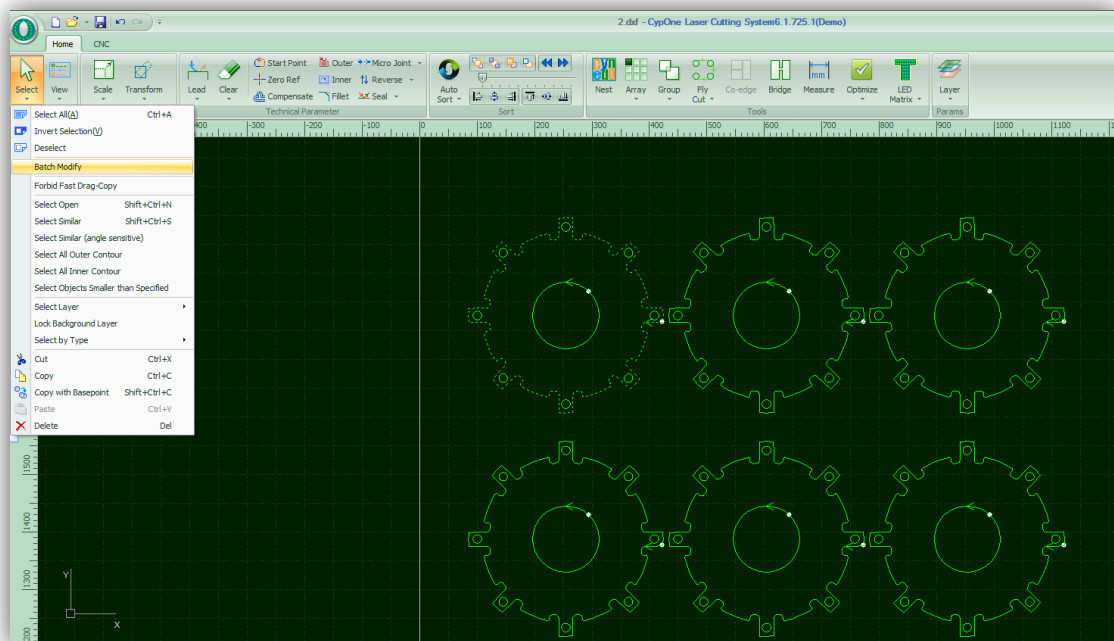 2.dxf - CypOne Laser Cutting System6.1.725.1(Demo)
Home CNC
Start Point Outer Micro Joint
Zero Ref Inner Reverse
Compensate Fillet Seal
Select View Scale Transform Lead Clear Auto Sort Nest Array Group Fly Cut Co-edge Bridge Measure Optimize LED Matrix Layer
Technical Parameter Sort Tools Params
-300 -200 -100 0 100 200 300 400 500 600 700 800 900 1000 1100
Select All(A) Ctrl+A
Invert Selection(V)
Deselect
Batch Modify
Forbid Fast Drag-Copy
Select Open Shift+Ctrl+N
Select Similar Shift+Ctrl+S
Select Similar (angle sensitive)
Select All Outer Contour
Select All Inner Contour
Select Objects Smaller than Specified
Select Layer
Lock Background Layer
Select by Type
Cut Ctrl+X
Copy Ctrl+C
Copy with Basepoint Shift+Ctrl+C
Paste Ctrl+V
Delete Del
1500
1400
1300
Y
X